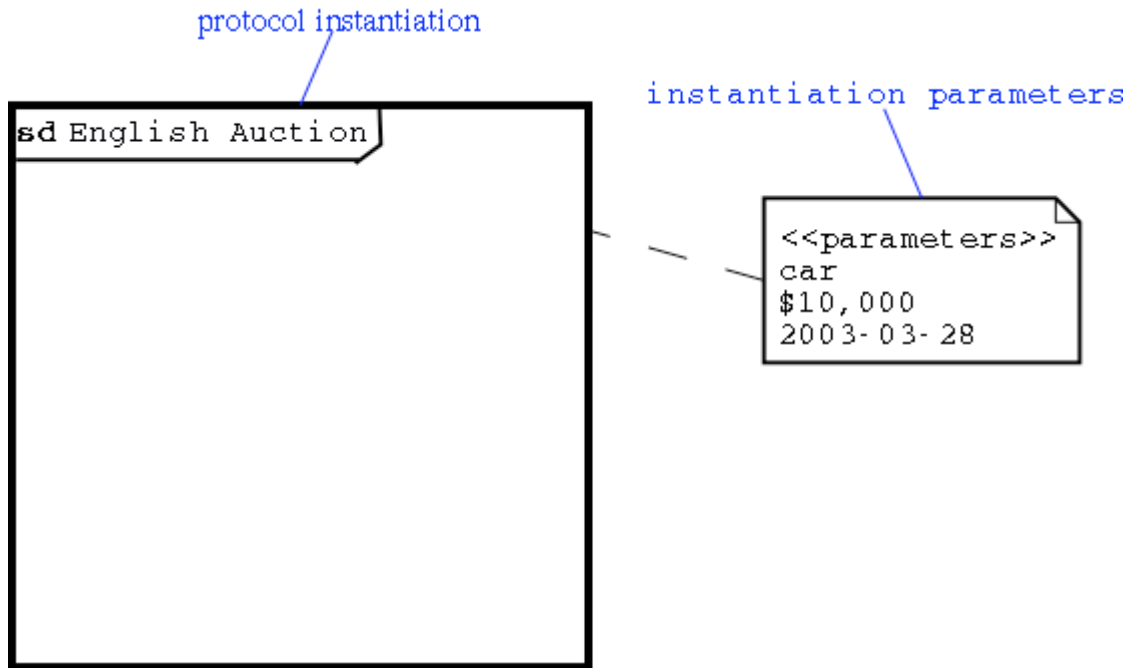 protocol instantiation
instantiation parameters
sd English Auction
<<parameters>>
car
$10,000
2003-03-28